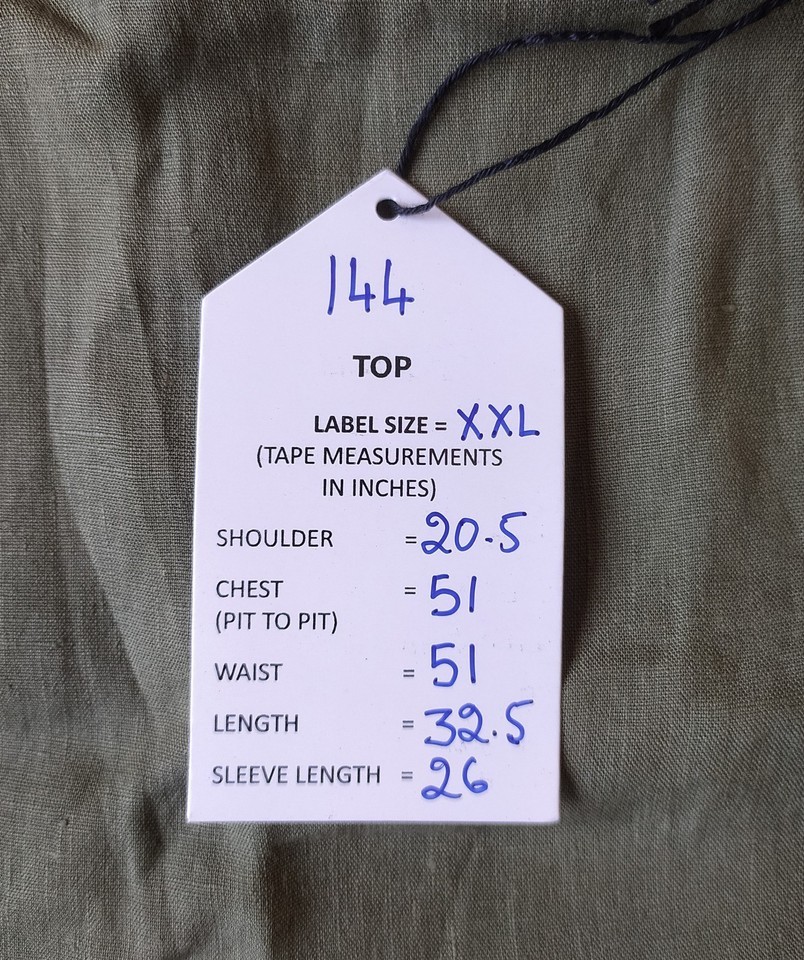 144
TOP
LABEL SIZE = XXL
(TAPE MEASUREMENTS
IN INCHES)
SHOULDER = 20.5
CHEST = 51
(PIT TO PIT)
WAIST = 51
LENGTH = 32.5
SLEEVE LENGTH = 26